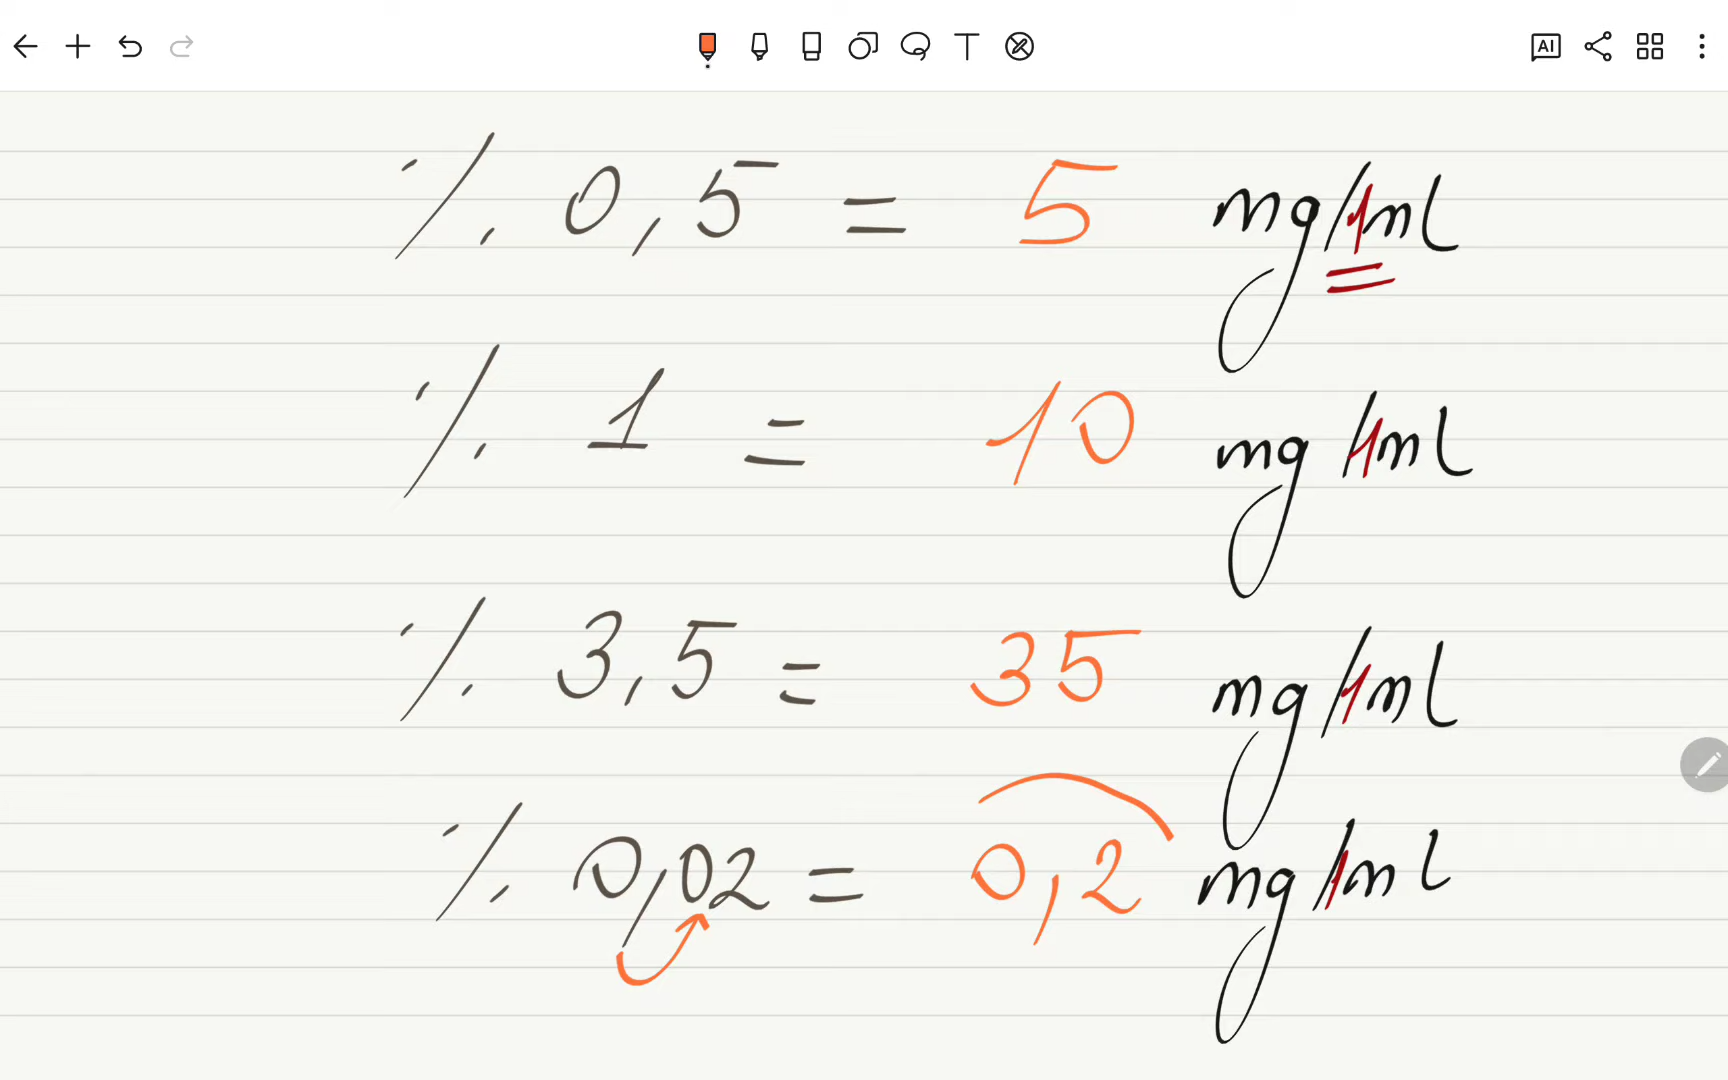 AI
% 0,5 = 5 mg/1ml
% 1 = 10 mg/1ml
% 3,5 = 35 mg/1ml
% 0,02 = 0,2 mg/1ml